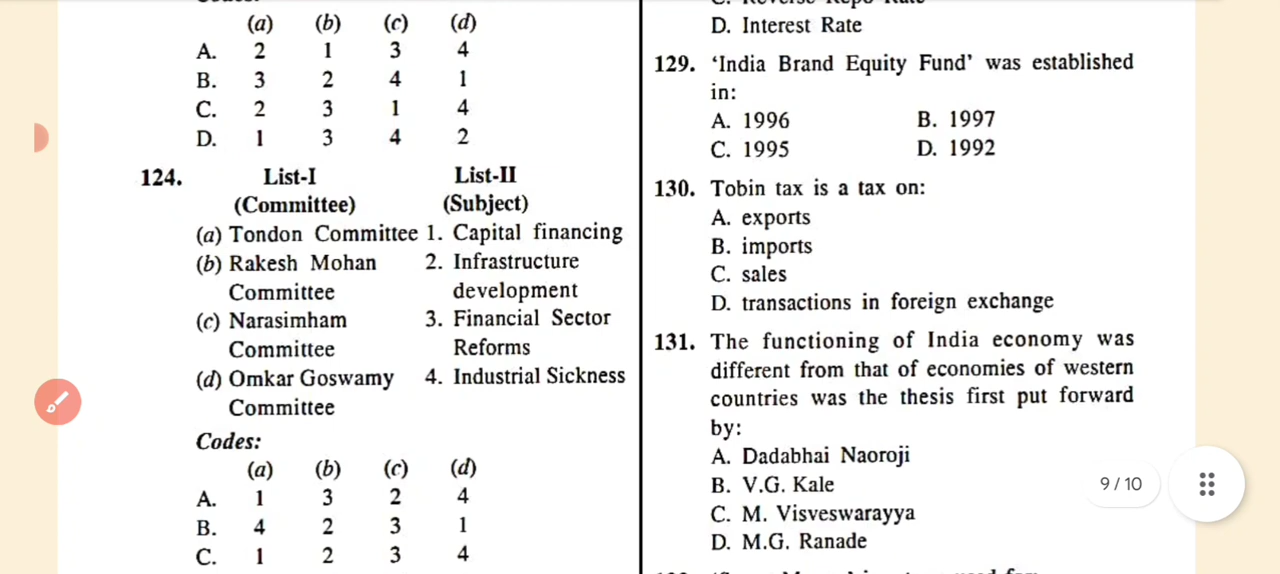 (a) (b) (c) (d)
A. 2 1 3 4
B. 3 2 4 1
C. 2 3 1 4
D. 1 3 4 2
124. List-I List-II
(Committee) (Subject)
(a) Tondon Committee 1. Capital financing
(b) Rakesh Mohan 2. Infrastructure
Committee development
(c) Narasimham 3. Financial Sector
Committee Reforms
(d) Omkar Goswamy 4. Industrial Sickness
Committee
Codes:
(a) (b) (c) (d)
A. 1 3 2 4
B. 4 2 3 1
C. 1 2 3 4
D. Interest Rate
129. ‘India Brand Equity Fund’ was established
in:
A. 1996 B. 1997
C. 1995 D. 1992
130. Tobin tax is a tax on:
A. exports
B. imports
C. sales
D. transactions in foreign exchange
131. The functioning of India economy was
different from that of economies of western
countries was the thesis first put forward
by:
A. Dadabhai Naoroji
B. V.G. Kale
C. M. Visveswarayya
D. M.G. Ranade
9 / 10